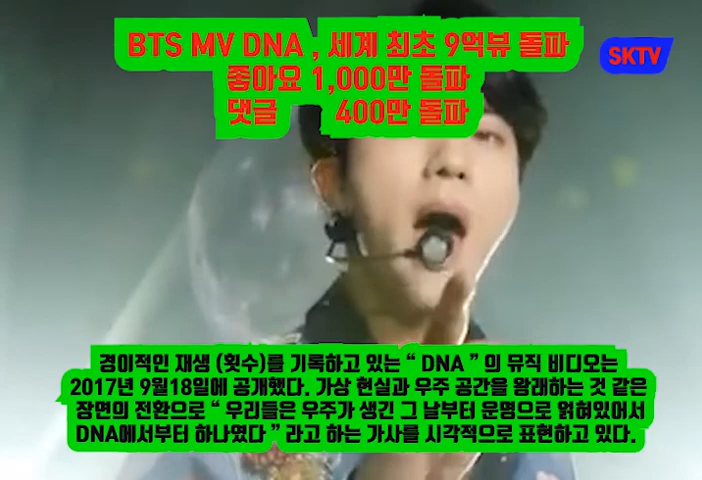 BTS MV DNA , 세계 최초 9억뷰 돌파
좋아요 1,000만 돌파
댓글 400만 돌파
SKTV
경이적인 재생 (횟수)를 기록하고 있는 “ DNA ” 의 뮤직 비디오는
2017년 9월18일에 공개했다. 가상 현실과 우주 공간을 왕래하는 것 같은
장면의 전환으로 “ 우리들은 우주가 생긴 그 날부터 운명으로 얽혀있어서
DNA에서부터 하나였다 ” 라고 하는 가사를 시각적으로 표현하고 있다.